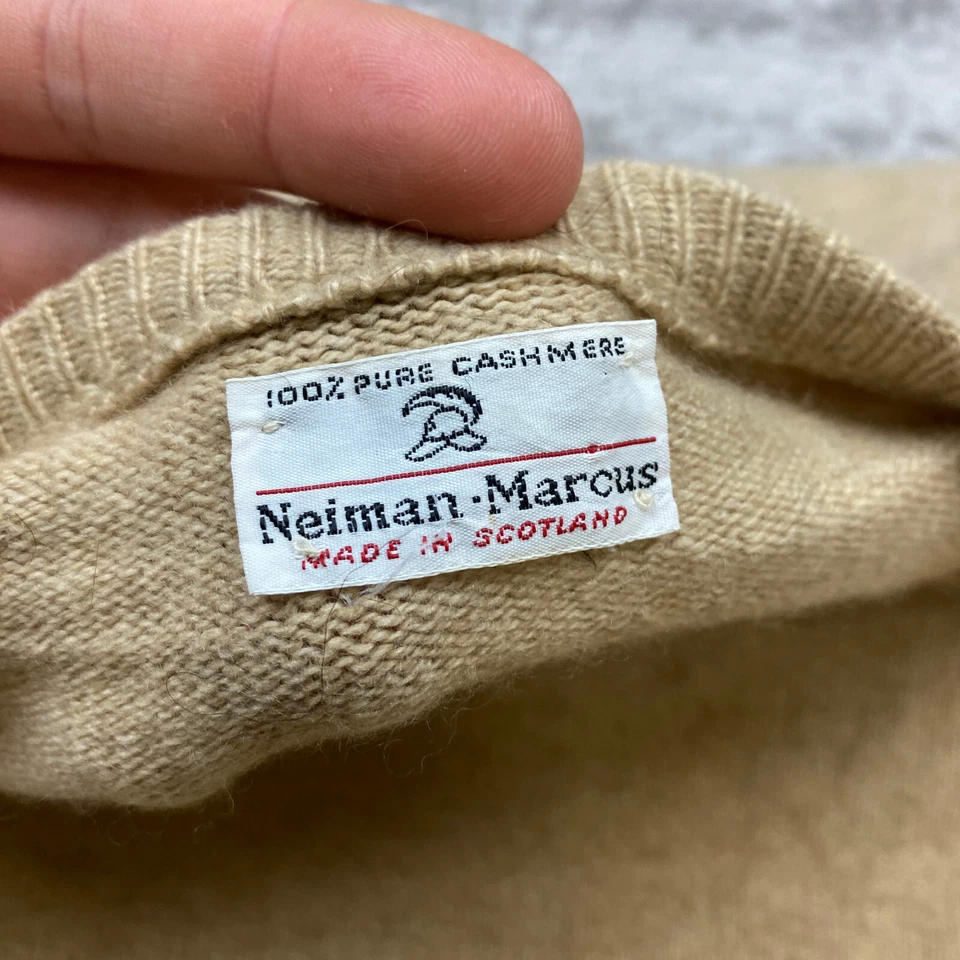 100% PURE CASHMERE
Neiman·Marcus
MADE IN SCOTLAND